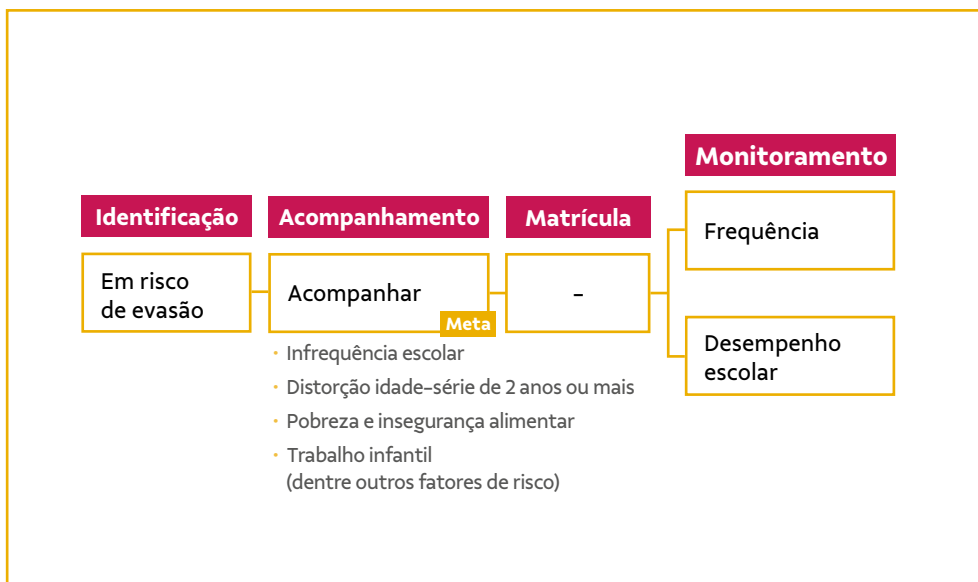 Identificação
Em risco
de evasão
Acompanhamento
Acompanhar
Meta
• Infrequência escolar
• Distorção idade–série de 2 anos ou mais
• Pobreza e insegurança alimentar
• Trabalho infantil
(dentre outros fatores de risco)
Matrícula
–
Monitoramento
Frequência
Desempenho
escolar